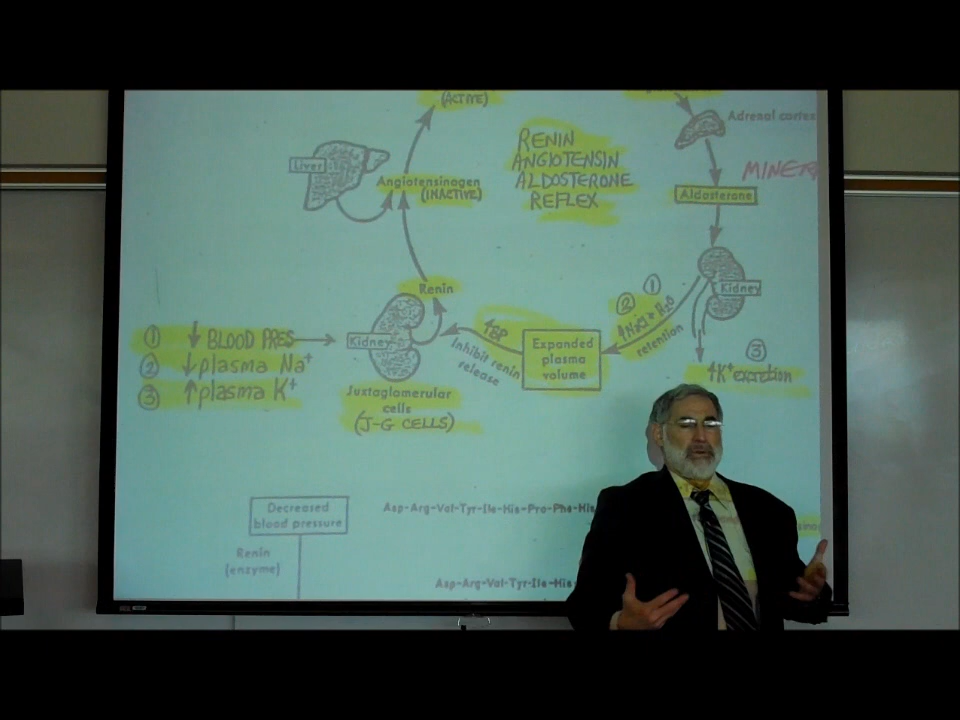 (ACTIVE)
Adrenal cortex
Liver
RENIN
ANGIOTENSIN
ALDOSTERONE
REFLEX
MINER
Angiotensinogen
(INACTIVE)
Aldosterone
Renin
Kidney
② ①
↑NaCl + H₂O
retention
① ↓ BLOOD PRES
② ↓plasma Na⁺
③ ↑plasma K⁺
Kidney
↑BP
Inhibit renin
release
Expanded
plasma
volume
③
↑K⁺ excretion
Juxtaglomerular
cells
(J-G CELLS)
Decreased
blood pressure
Asp-Arg-Val-Tyr-Ile-His-Pro-Phe-His
Renin
(enzyme)
Asp-Arg-Val-Tyr-Ile-His